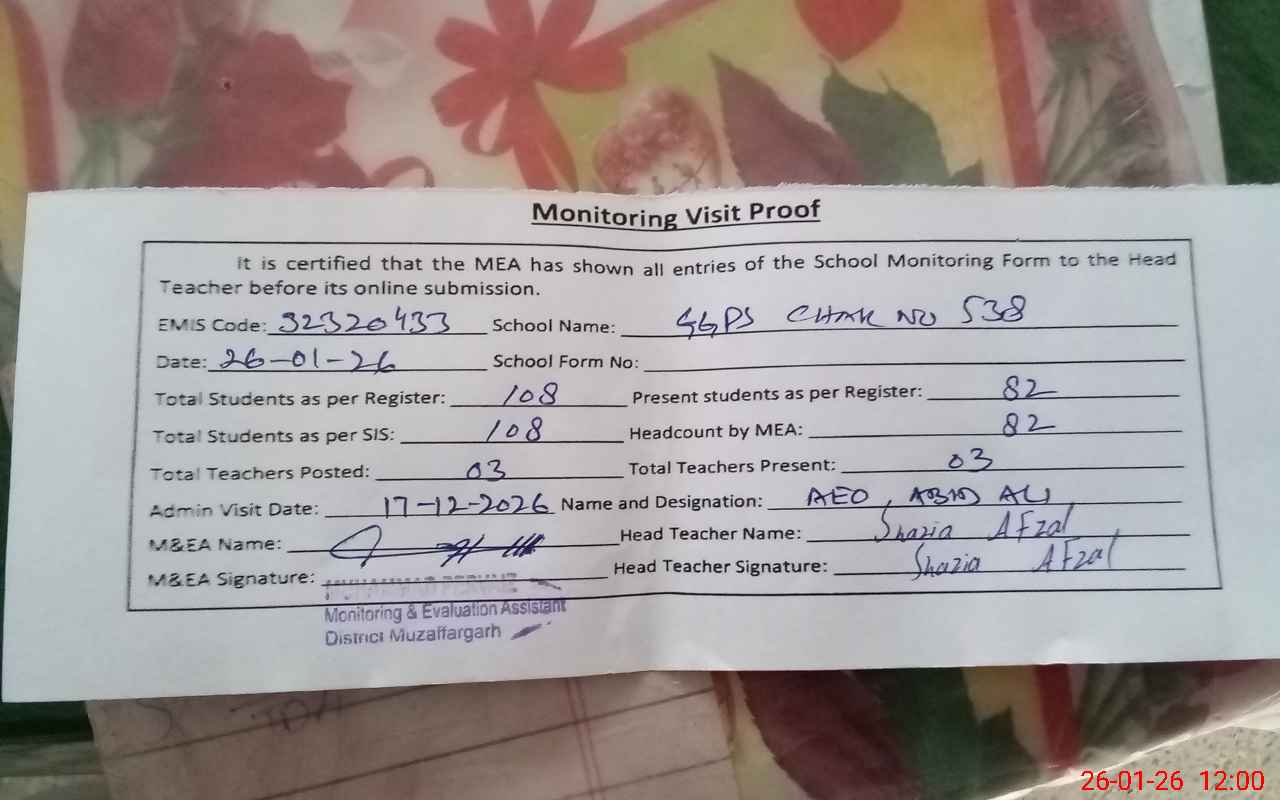 Monitoring Visit Proof
It is certified that the MEA has shown all entries of the School Monitoring Form to the Head
Teacher before its online submission.
EMIS Code: 32320433 School Name: GGPS CHAK NO 538
Date: 26-01-26 School Form No:
Total Students as per Register: 108 Present students as per Register: 82
Total Students as per SIS: 108 Headcount by MEA: 82
Total Teachers Posted: 03 Total Teachers Present: 03
Admin Visit Date: 17-12-2026 Name and Designation: AEO, ABID ALI
M&EA Name: Head Teacher Name: Shazia AFzal
M&EA Signature: Head Teacher Signature: Shazia AFzal
MUHAMMAD PERVAIZ
Monitoring & Evaluation Assistant
District Muzaffargarh
26-01-26 12:00